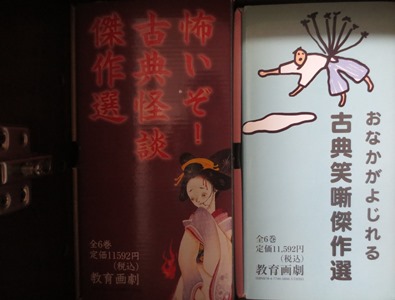 怖いぞ!
古典怪談
傑作選
全6巻
定価11592円
(税込)
教育画劇
おなかがよじれる
古典笑噺傑作選
全6巻
定価11,592円
(税込)
教育画劇